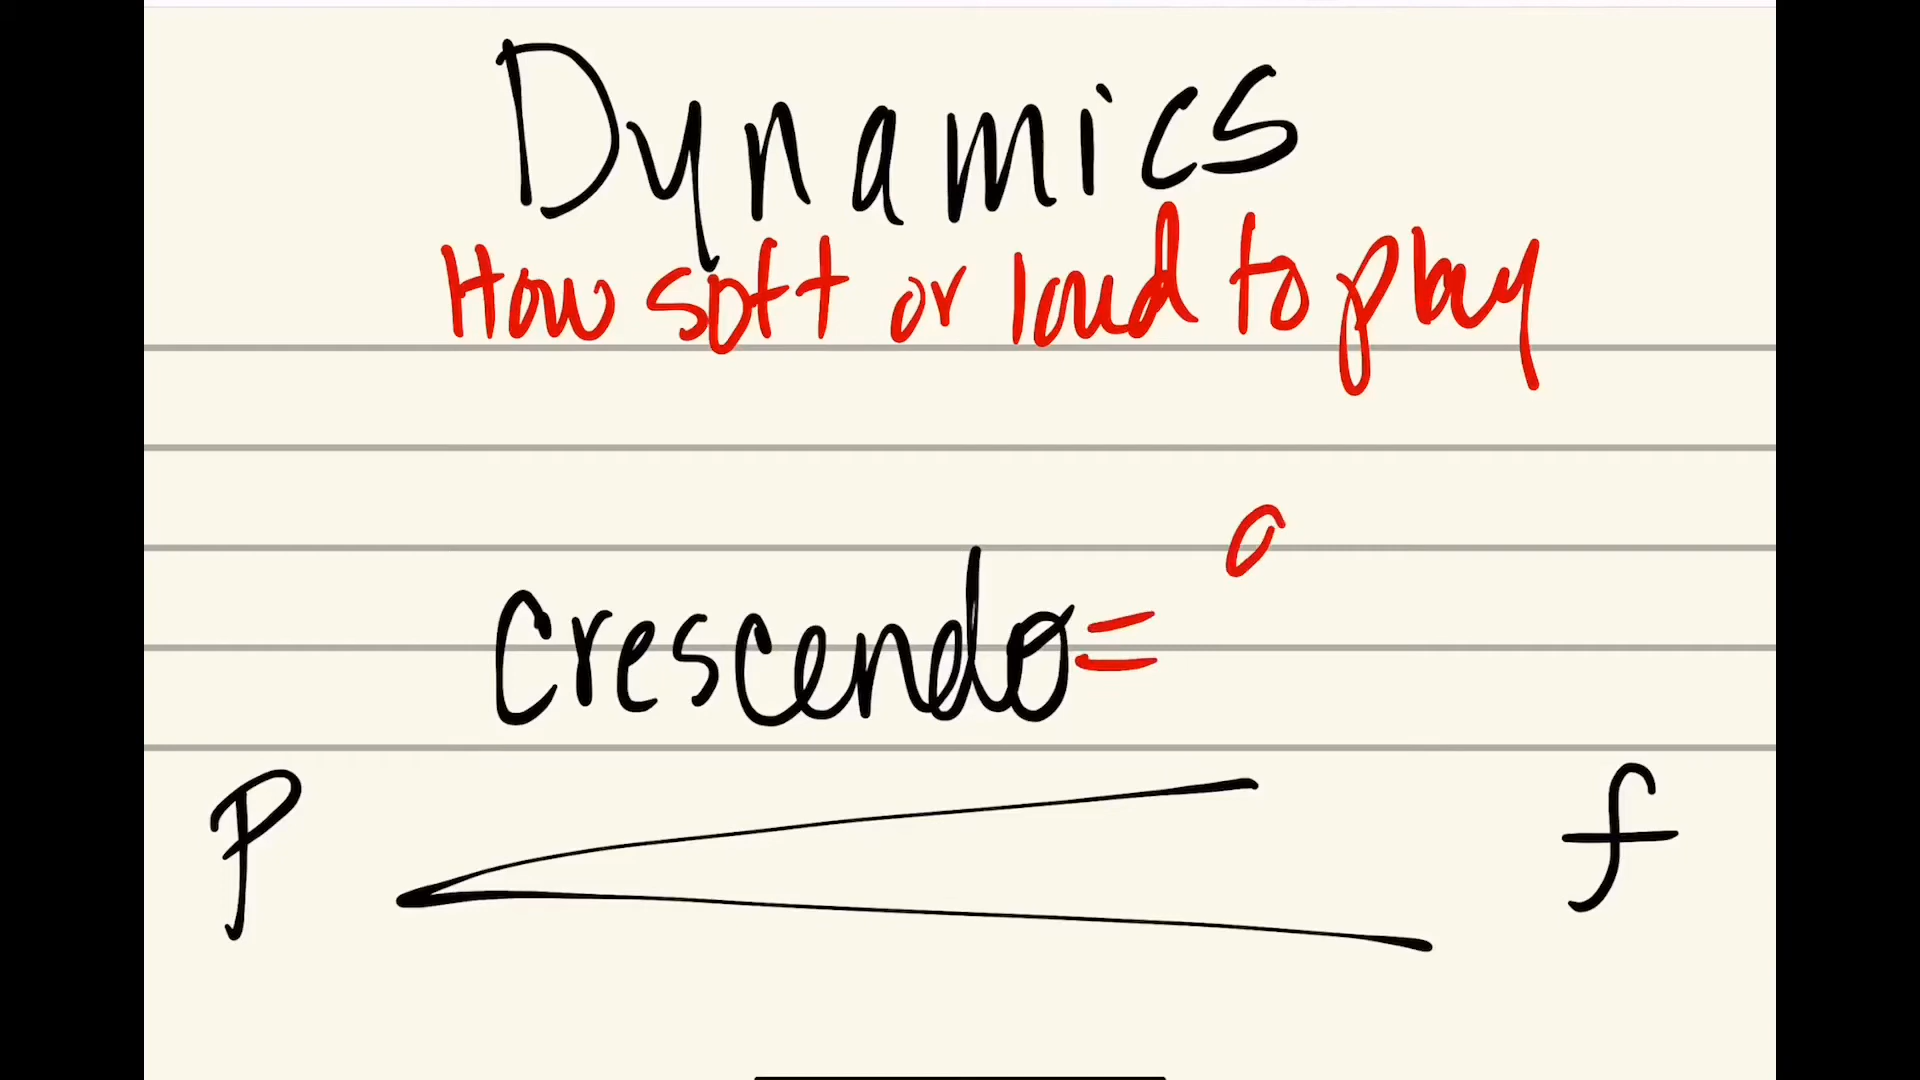 Dynamics
How soft or loud to play
crescendo=
P f